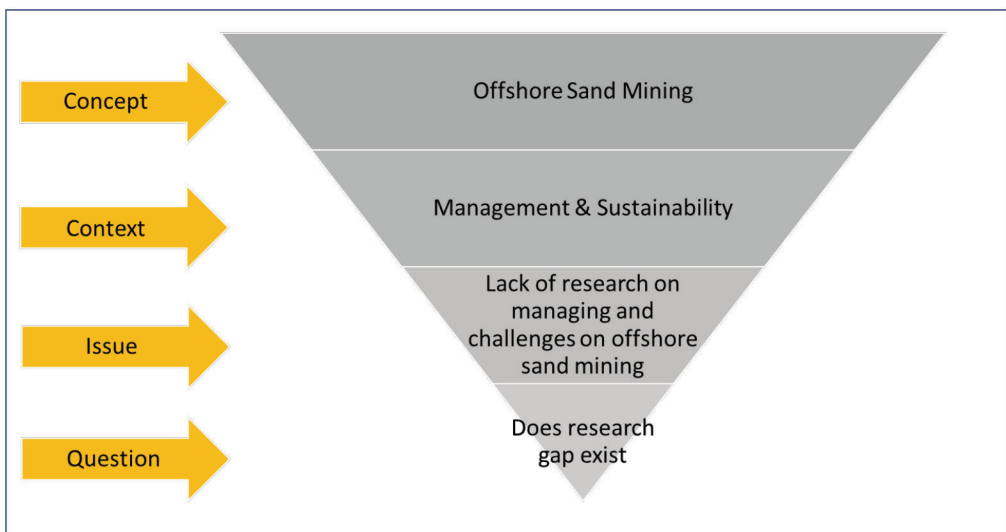 Concept
Offshore Sand Mining
Context
Management & Sustainability
Issue
Lack of research on
managing and
challenges on offshore
sand mining
Question
Does research
gap exist